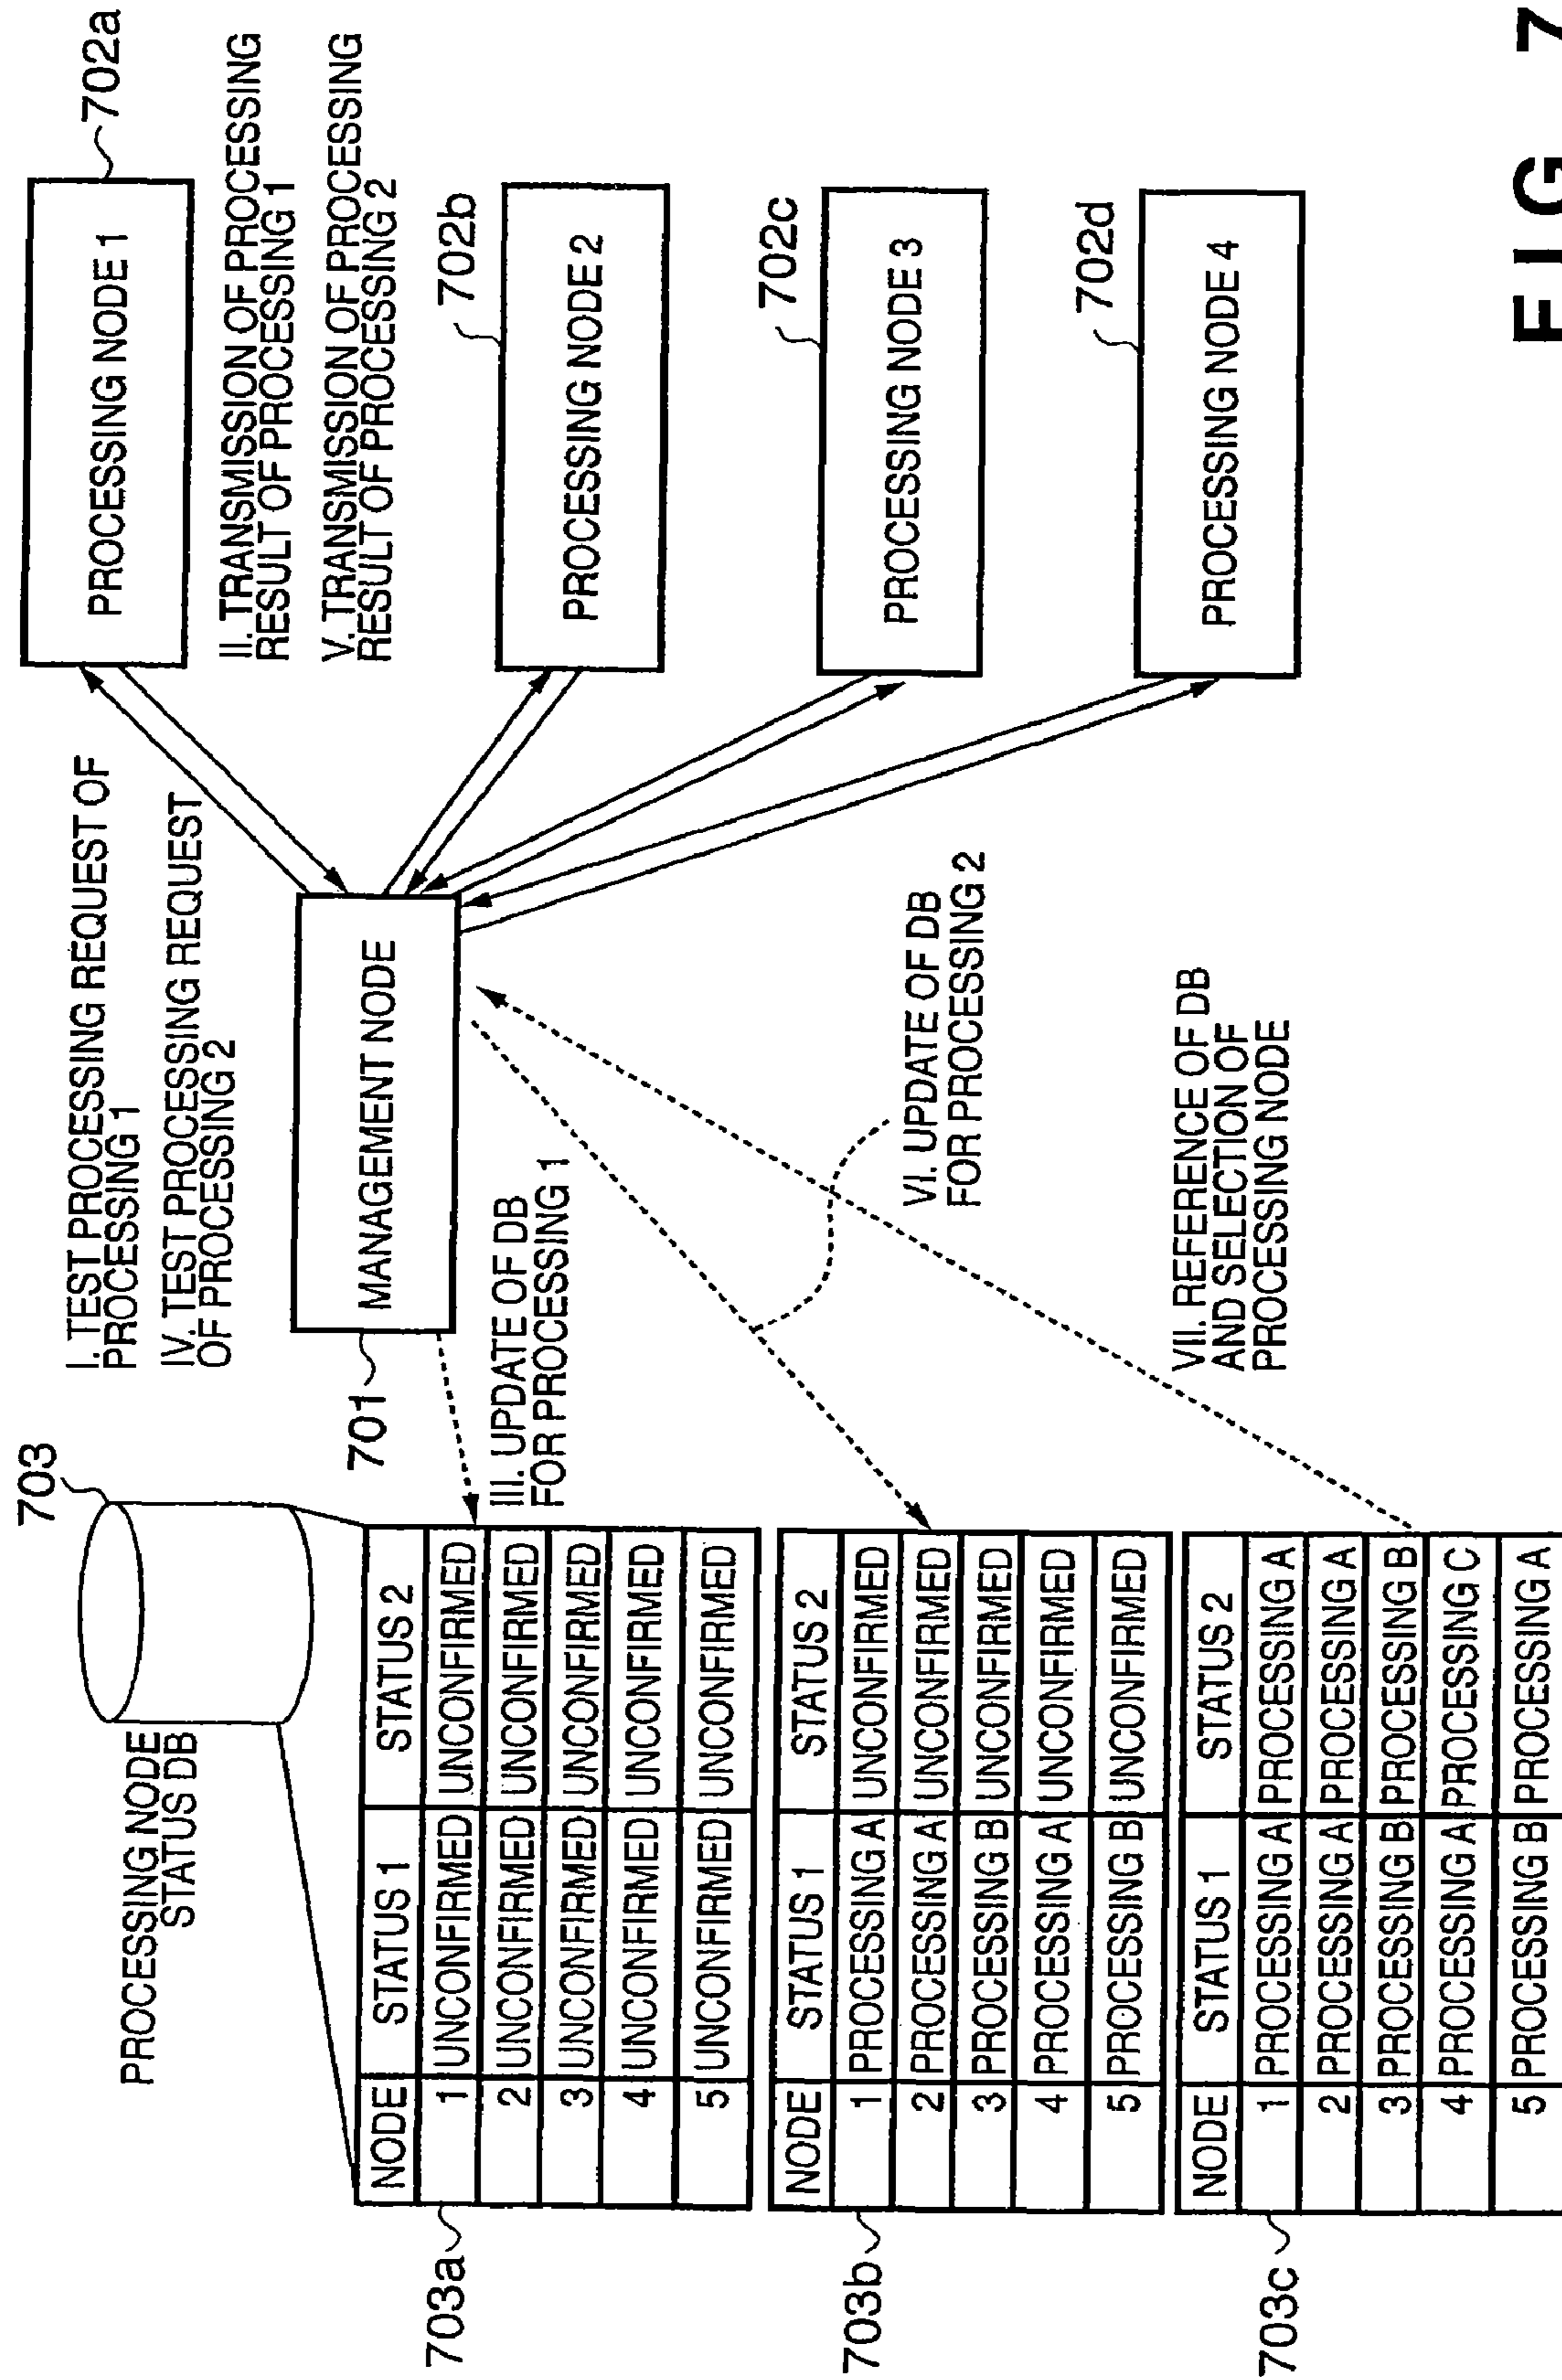 703
PROCESSING NODE
STATUS DB
703a
NODE STATUS 1 STATUS 2
1 UNCONFIRMED UNCONFIRMED
2 UNCONFIRMED UNCONFIRMED
3 UNCONFIRMED UNCONFIRMED
4 UNCONFIRMED UNCONFIRMED
5 UNCONFIRMED UNCONFIRMED
703b
NODE STATUS 1 STATUS 2
1 PROCESSING A UNCONFIRMED
2 PROCESSING A UNCONFIRMED
3 PROCESSING B UNCONFIRMED
4 PROCESSING A UNCONFIRMED
5 PROCESSING B UNCONFIRMED
703c
NODE STATUS 1 STATUS 2
1 PROCESSING A PROCESSING A
2 PROCESSING A PROCESSING A
3 PROCESSING B PROCESSING B
4 PROCESSING A PROCESSING C
5 PROCESSING B PROCESSING A
I. TEST PROCESSING REQUEST OF
PROCESSING 1
IV. TEST PROCESSING REQUEST
OF PROCESSING 2
701
MANAGEMENT NODE
III. UPDATE OF DB
FOR PROCESSING 1
VI. UPDATE OF DB
FOR PROCESSING 2
VII. REFERENCE OF DB
AND SELECTION OF
PROCESSING NODE
PROCESSING NODE 1
702a
II. TRANSMISSION OF PROCESSING
RESULT OF PROCESSING 1
V. TRANSMISSION OF PROCESSING
RESULT OF PROCESSING 2
702b
PROCESSING NODE 2
702c
PROCESSING NODE 3
702d
PROCESSING NODE 4
FIG. 7